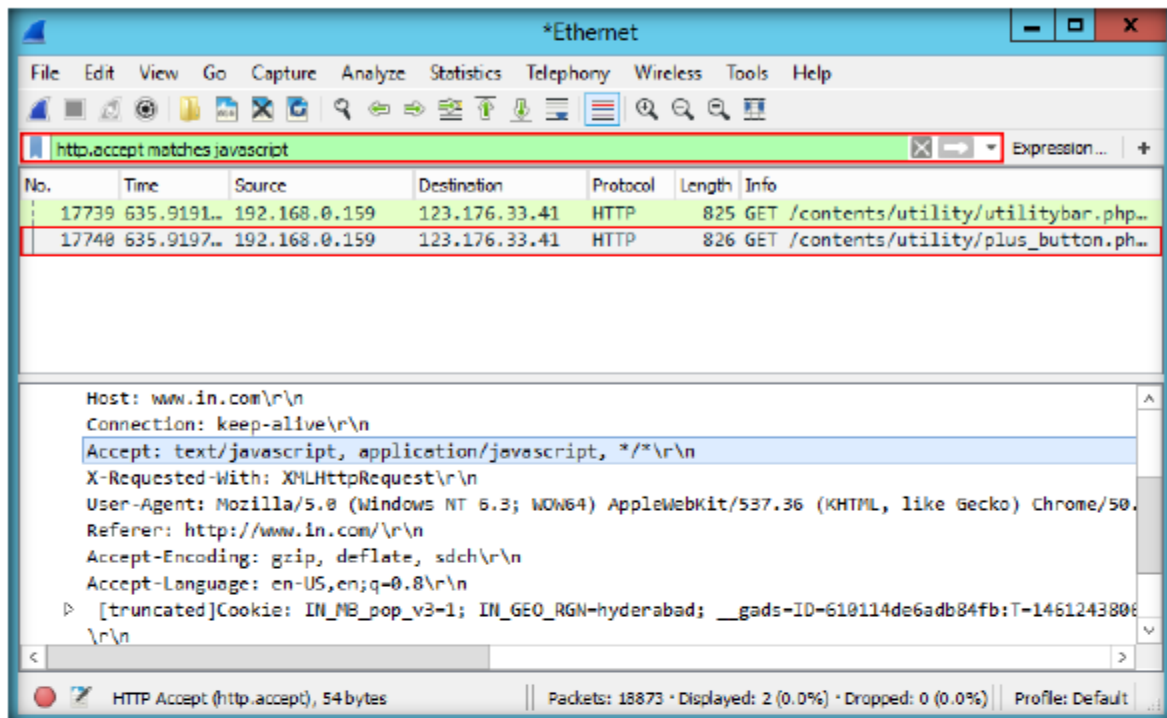 *Ethernet
File Edit View Go Capture Analyze Statistics Telephony Wireless Tools Help
http.accept matches javascript Expression... +
No. Time Source Destination Protocol Length Info
17739 635.9191… 192.168.0.159 123.176.33.41 HTTP 825 GET /contents/utility/utilitybar.php…
17740 635.9197… 192.168.0.159 123.176.33.41 HTTP 826 GET /contents/utility/plus_button.ph…
Host: www.in.com\r\n
Connection: keep-alive\r\n
Accept: text/javascript, application/javascript, */*\r\n
X-Requested-With: XMLHttpRequest\r\n
User-Agent: Mozilla/5.0 (Windows NT 6.3; WOW64) AppleWebKit/537.36 (KHTML, like Gecko) Chrome/50.
Referer: http://www.in.com/\r\n
Accept-Encoding: gzip, deflate, sdch\r\n
Accept-Language: en-US,en;q=0.8\r\n
[truncated]Cookie: IN_MB_pop_v3=1; IN_GEO_RGN=hyderabad; __gads=ID=610114de6adb84fb:T=1461243806
\r\n
HTTP Accept (http.accept), 54 bytes Packets: 18873 · Displayed: 2 (0.0%) · Dropped: 0 (0.0%) Profile: Default